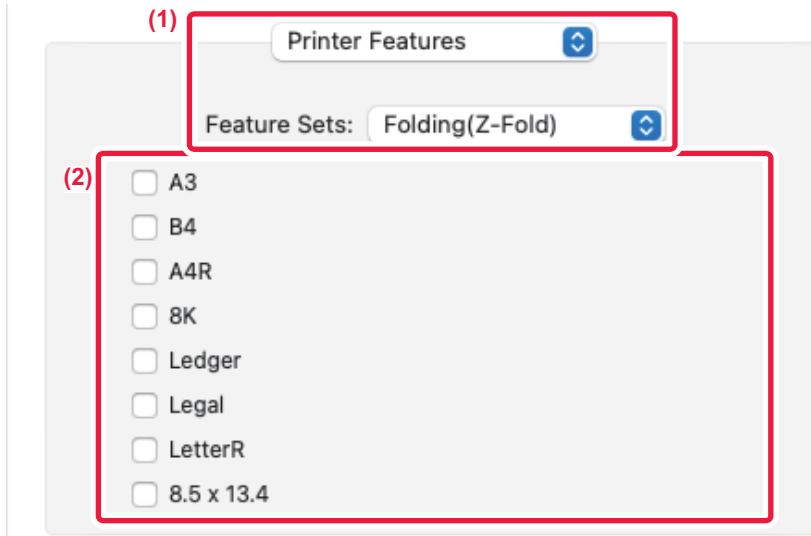 (1)
Printer Features
Feature Sets: Folding(Z-Fold)
(2)
A3
B4
A4R
8K
Ledger
Legal
LetterR
8.5 x 13.4